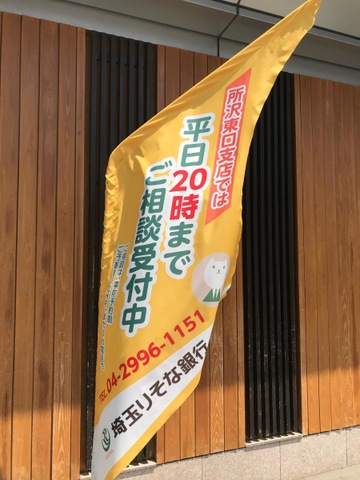 所沢東口支店では
平日20時まで
ご相談受付中
TEL 04-2996-1151
埼玉りそな銀行